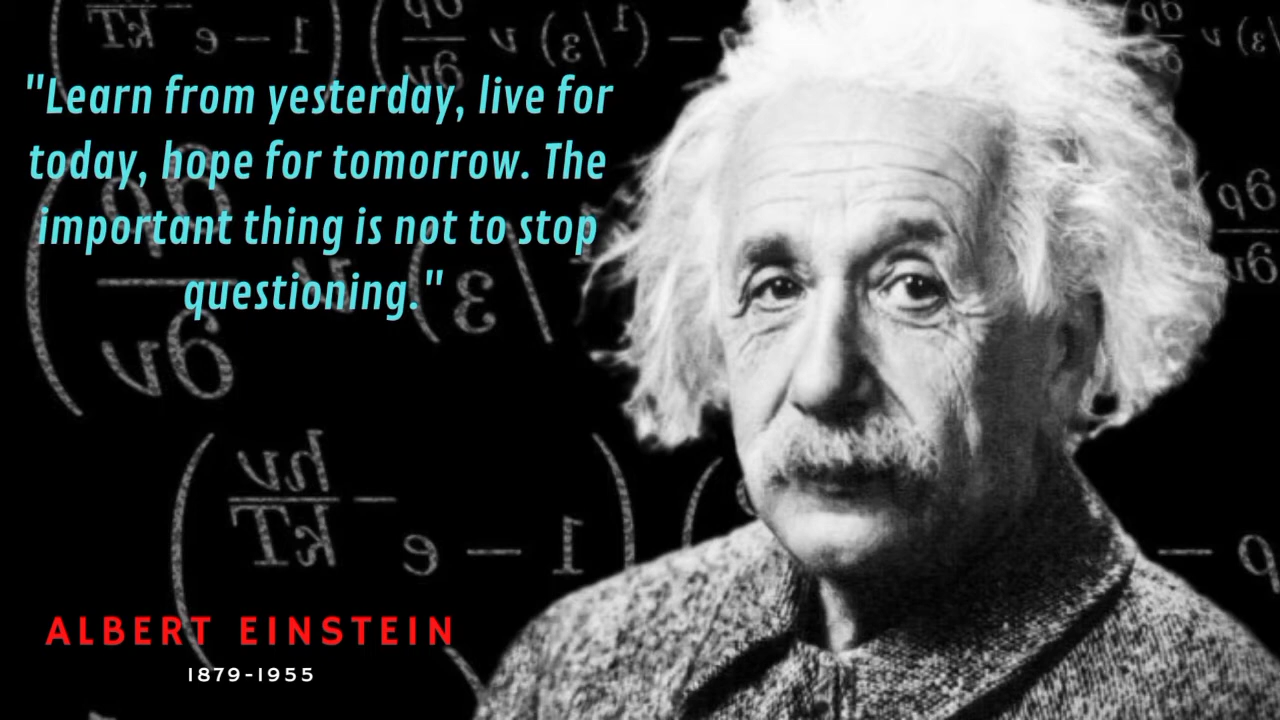 "Learn from yesterday, live for
today, hope for tomorrow. The
important thing is not to stop
questioning."
ALBERT EINSTEIN
1879-1955